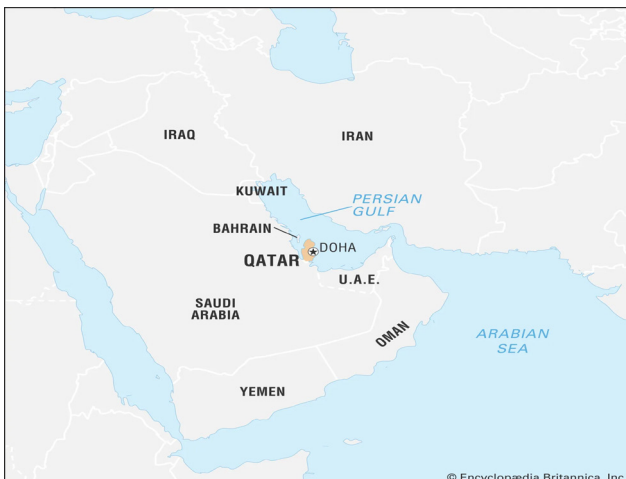 IRAQ
IRAN
KUWAIT
PERSIAN
GULF
BAHRAIN
DOHA
QATAR
U.A.E.
SAUDI
ARABIA
OMAN
ARABIAN
SEA
YEMEN
© Encyclopædia Britannica, Inc.